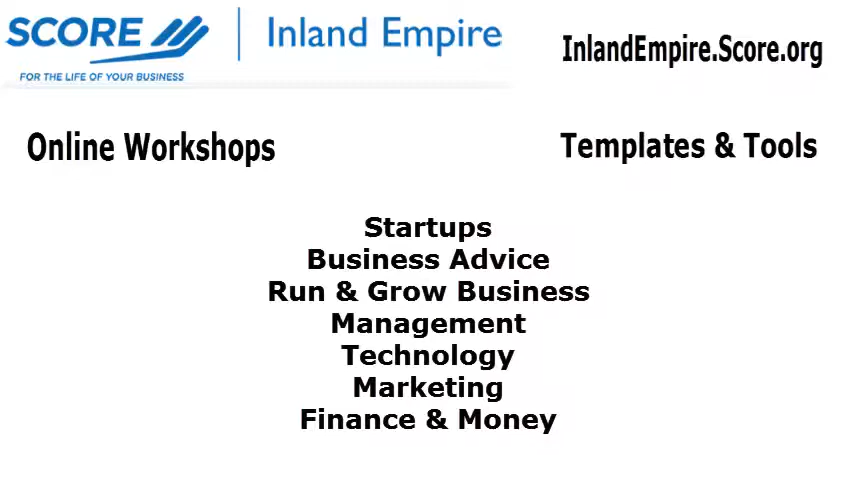 SCORE
FOR THE LIFE OF YOUR BUSINESS
Inland Empire
InlandEmpire.Score.org
Online Workshops
Templates & Tools
Startups
Business Advice
Run & Grow Business
Management
Technology
Marketing
Finance & Money